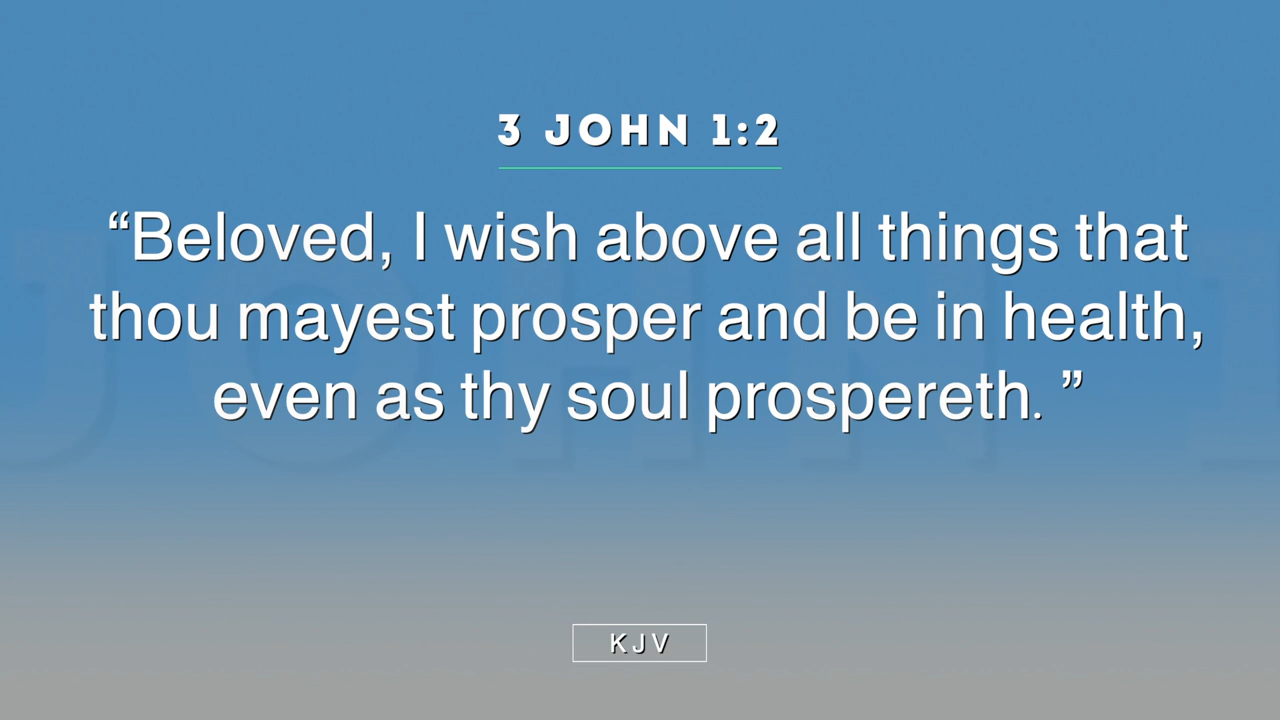 3 JOHN 1:2
“Beloved, I wish above all things that
thou mayest prosper and be in health,
even as thy soul prospereth. ”
KJV